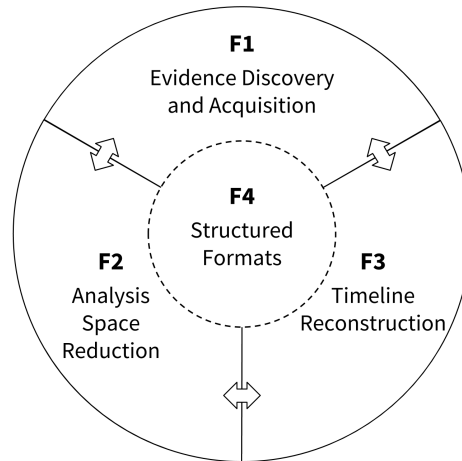 F1
Evidence Discovery
and Acquisition
F4
Structured
Formats
F2
Analysis
Space
Reduction
F3
Timeline
Reconstruction